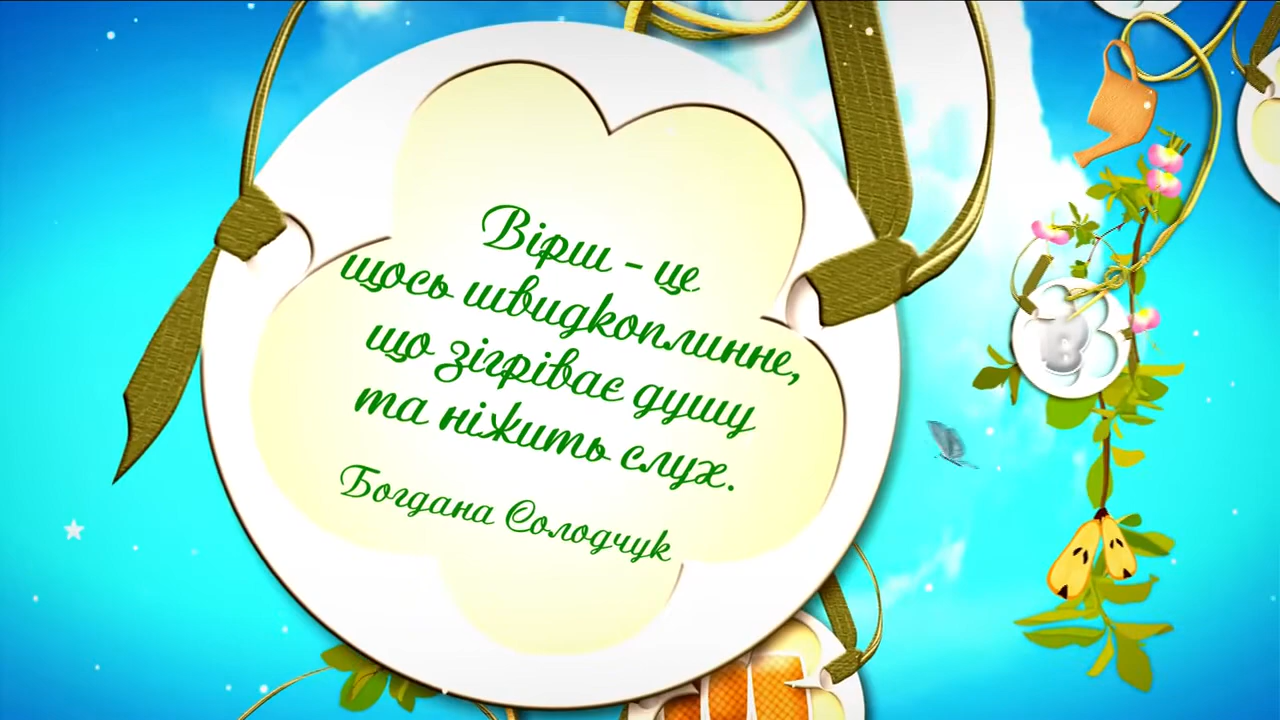 Вірш - це
щось швидкоплинне,
що зігріває душу
та ніжить слух.
Богдана Солодчук
В